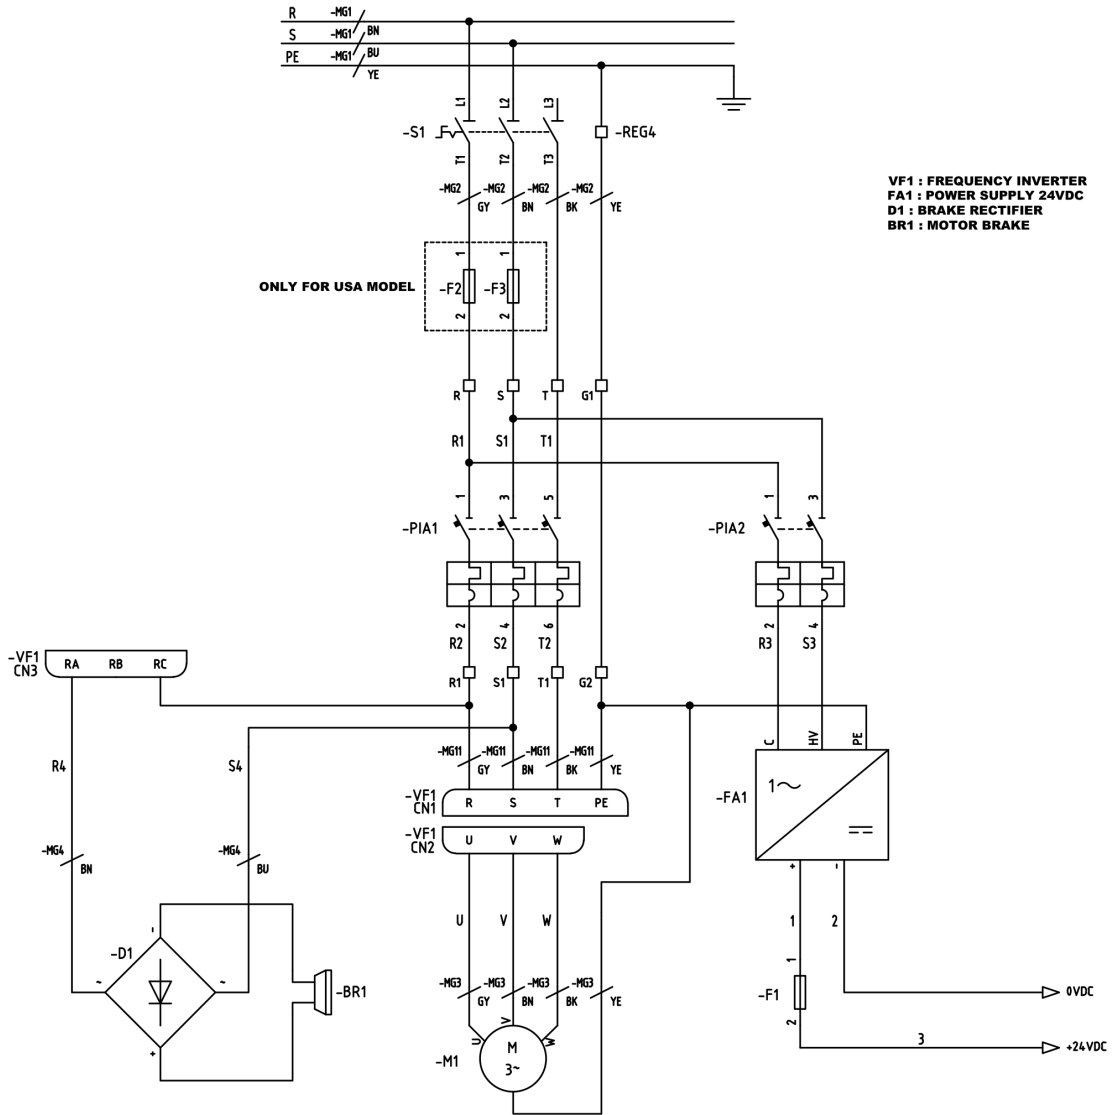 R -MG1
BN
S -MG1
BU
PE -MG1
YE
L1 L2 L3
-S1 -REG4
T1 T2 T3
-MG2 -MG2 -MG2 -MG2
GY BN BK YE
VF1 : FREQUENCY INVERTER
FA1 : POWER SUPPLY 24VDC
D1 : BRAKE RECTIFIER
BR1 : MOTOR BRAKE
1 1
ONLY FOR USA MODEL -F2 -F3
2 2
R S T G1
R1 S1 T1
1 3 5 1 3
-PIA1 -PIA2
2 4 6 2 4
R2 S2 T2 R3 S3
-VF1
CN3
RA RB RC
R1 S1 T1 G2
C HV PE
-MG11 -MG11 -MG11 -MG11
GY BN BK YE
R4 S4
-VF1
CN1
R S T PE
-FA1 1~
-VF1
CN2
U V W
-MG4 -MG4
BN BU
+ -
U V W
1 2
-
-D1
~ ~
+
-BR1
-MG3 -MG3 -MG3 -MG3
GY BN BK YE
1
-F1
2
0VDC
3 +24VDC
U V W
-M1
M
3~